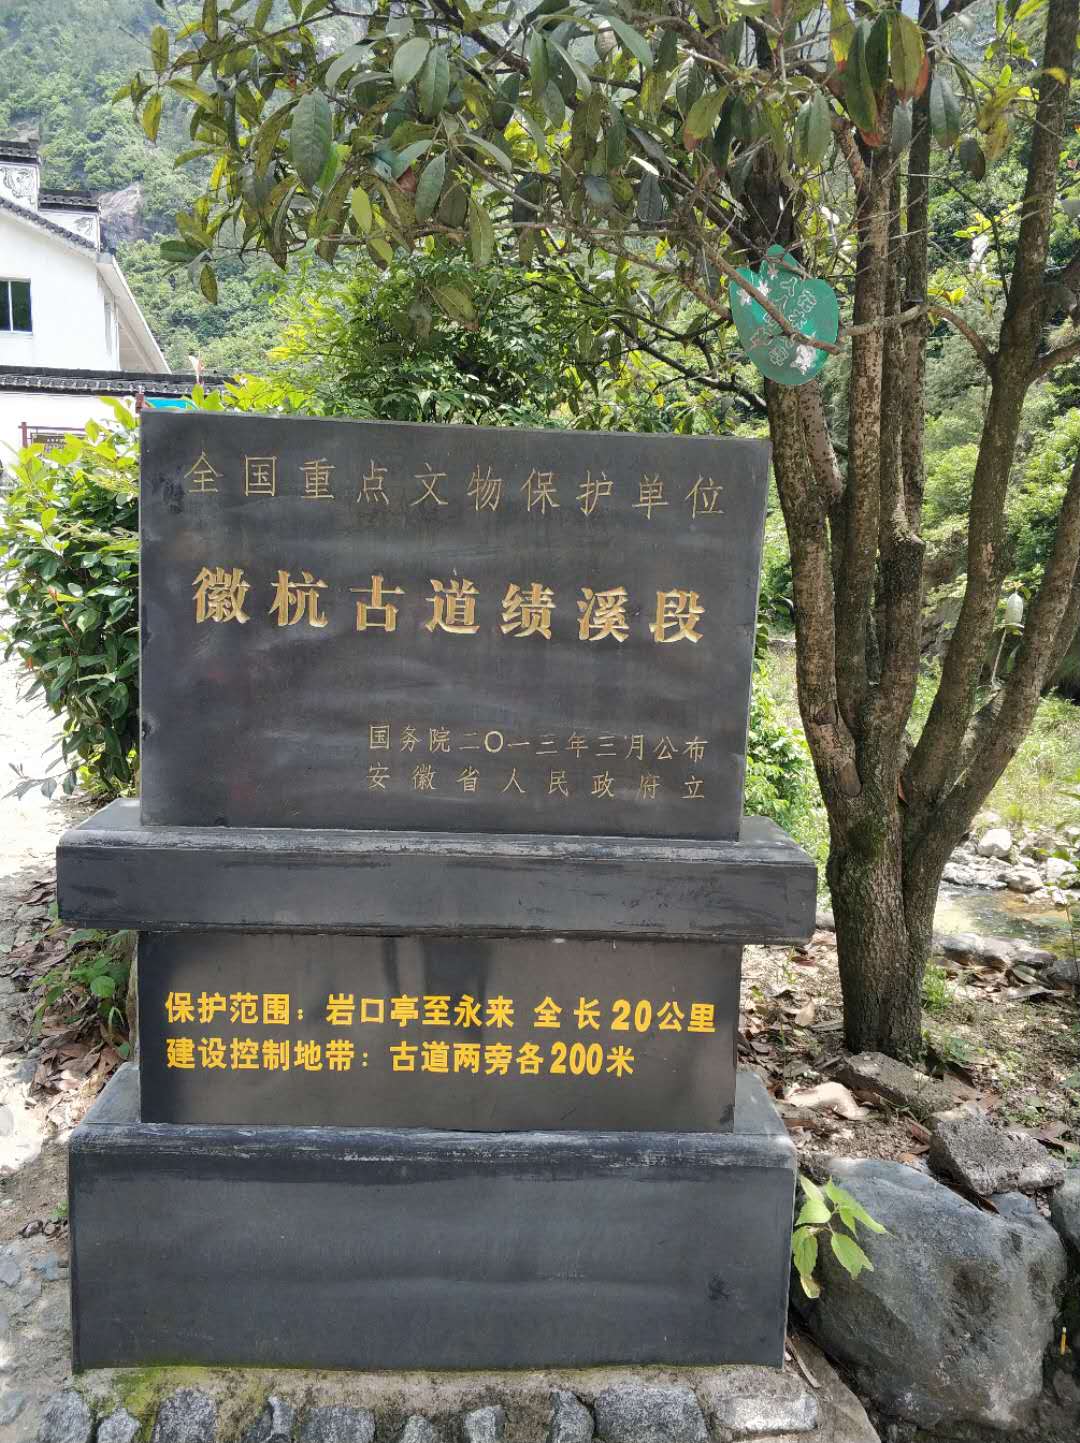 全国重点文物保护单位
徽杭古道绩溪段
国务院二〇一三年三月公布
安徽省人民政府立
保护范围：岩口亭至永来 全长20公里
建设控制地带：古道两旁各200米